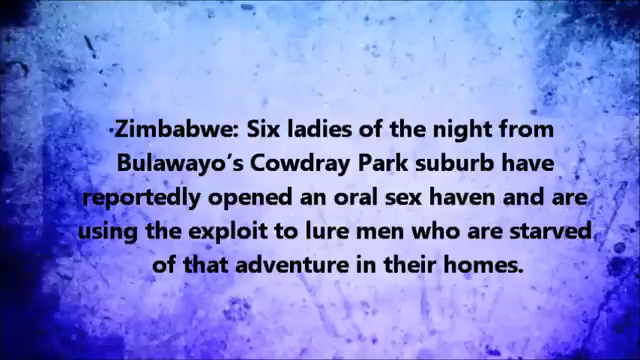 ·Zimbabwe: Six ladies of the night from
Bulawayo’s Cowdray Park suburb have
reportedly opened an oral sex haven and are
using the exploit to lure men who are starved
of that adventure in their homes.